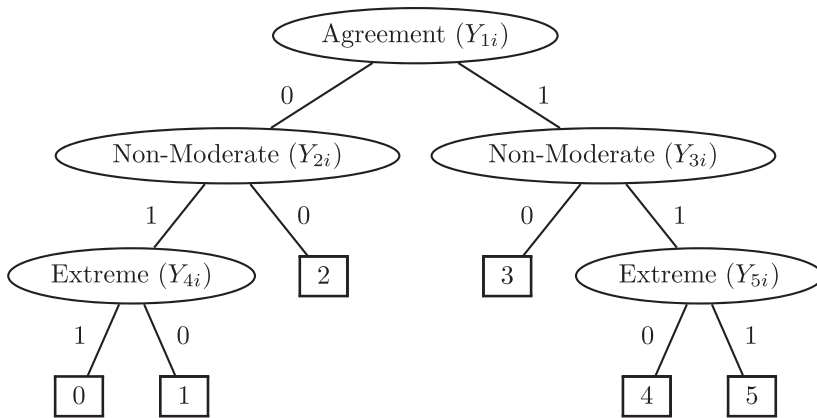 Agreement (Y₁ᵢ)
0 1
Non-Moderate (Y₂ᵢ) Non-Moderate (Y₃ᵢ)
1 0 0 1
Extreme (Y₄ᵢ) 2 3 Extreme (Y₅ᵢ)
1 0 0 1
0 1 4 5